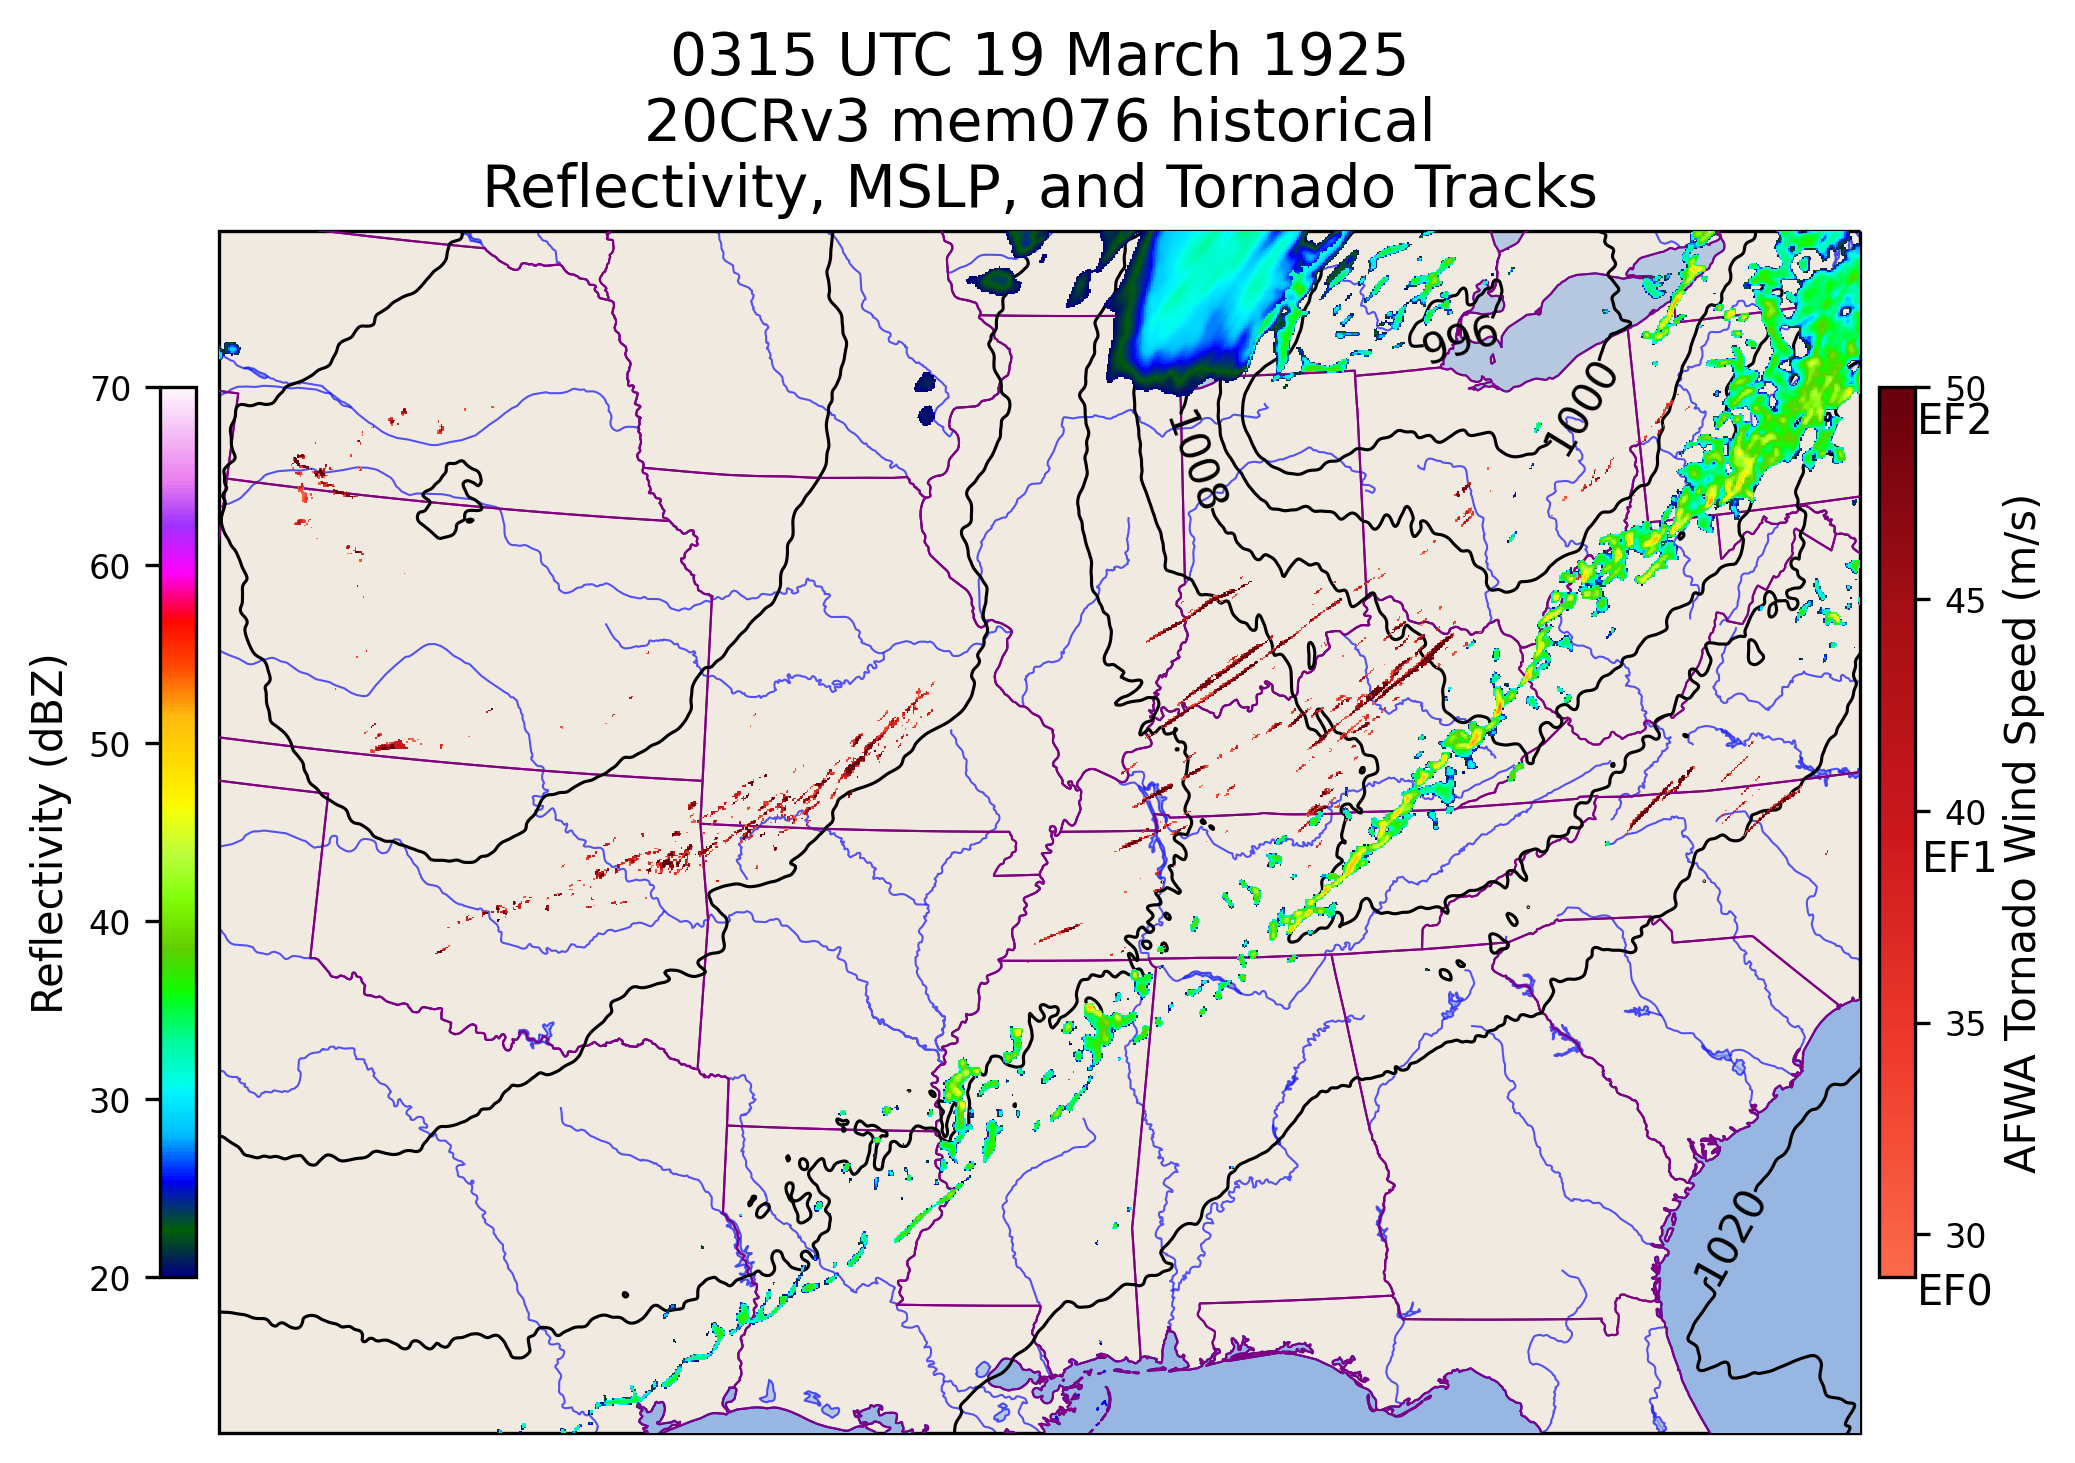 0315 UTC 19 March 1925
20CRv3 mem076 historical
Reflectivity, MSLP, and Tornado Tracks
Reflectivity (dBZ)
70
60
50
40
30
20
996
1000
1008
1020
50
EF2
45
40
EF1
35
30
EF0
AFWA Tornado Wind Speed (m/s)